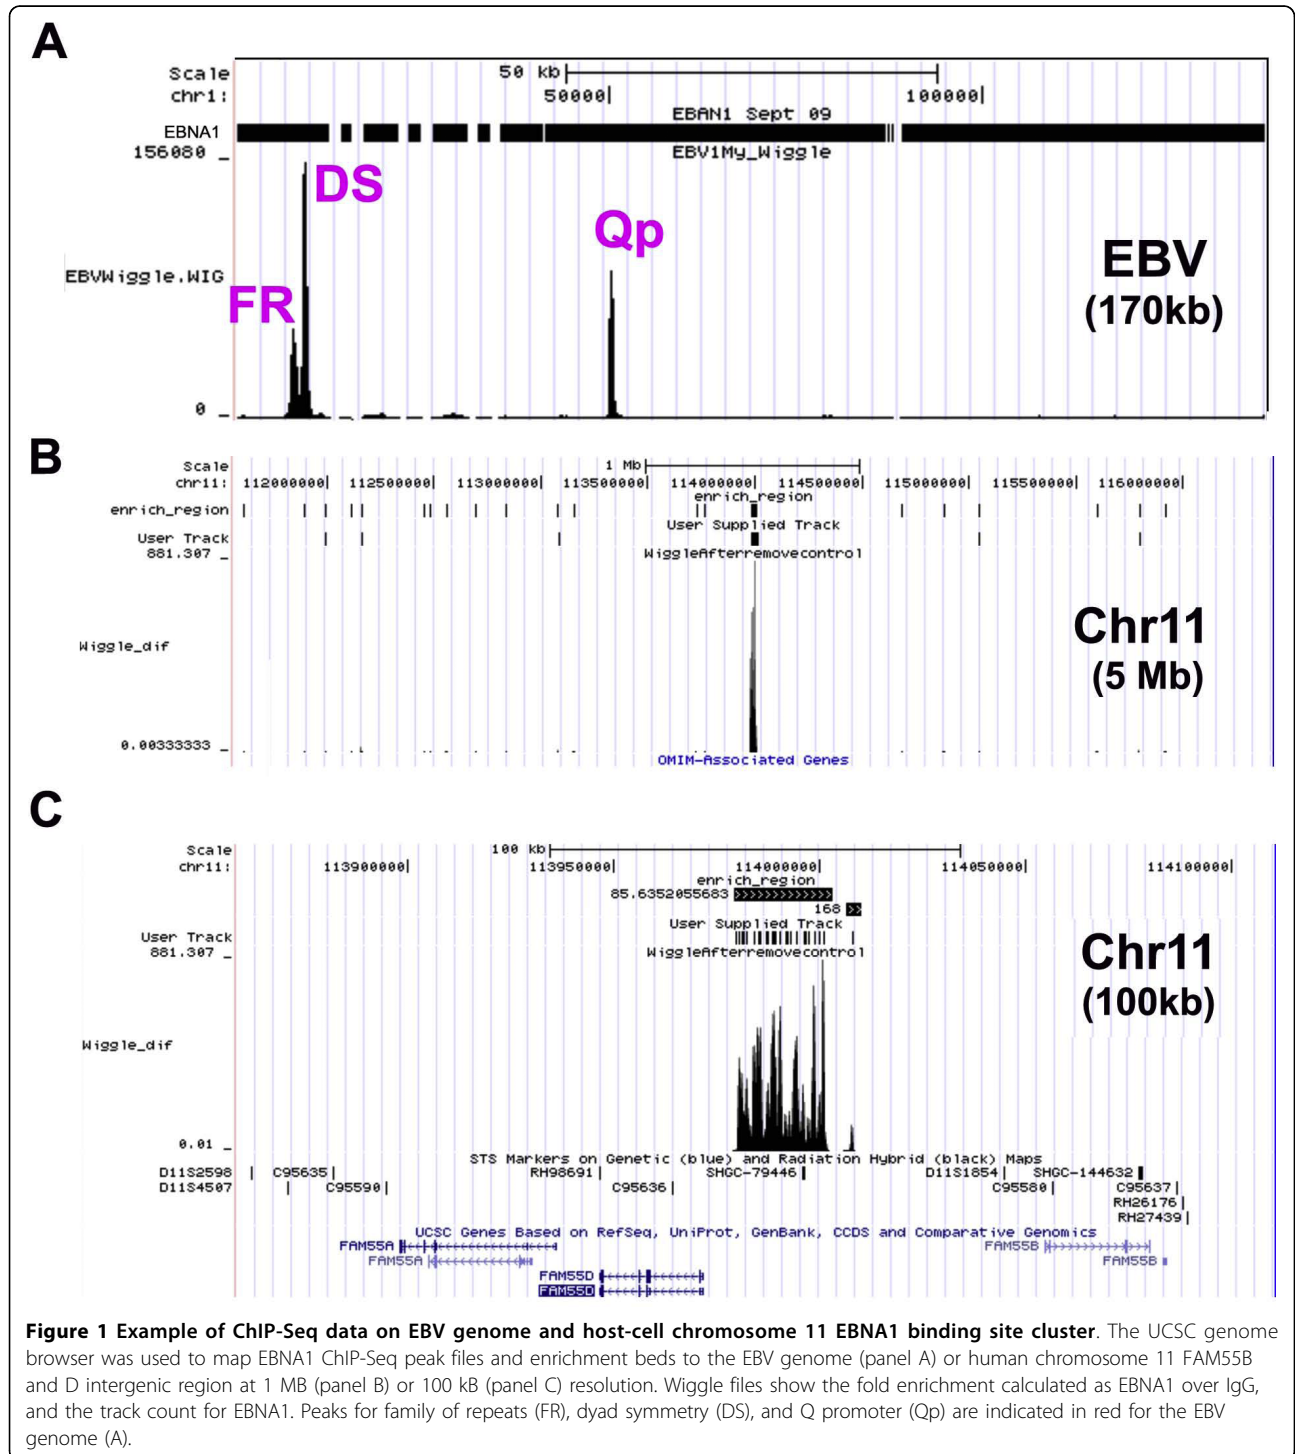 A
Scale 50 kb
chr1: 50000| 100000|
EBAN1 Sept 09
EBNA1
156080 _ EBV1My_Wiggle
DS
Qp
EBV
(170kb)
EBVWiggle.WIG
FR
0 _
B
Scale 1 Mb
chr11: 112000000| 112500000| 113000000| 113500000| 114000000| 114500000| 115000000| 115500000| 116000000|
enrich_region
enrich_region
User Supplied Track
User Track
881.307 _ WiggleAfterremovecontrol
Chr11
(5 Mb)
Wiggle_dif
0.00333333 _
OMIM-Associated Genes
C
Scale 100 kb
chr11: 113900000| 113950000| 114000000| 114050000| 114100000|
enrich_region
85.6352055683
168
User Supplied Track
User Track
881.307 _ WiggleAfterremovecontrol
Chr11
(100kb)
Wiggle_dif
0.01 _
STS Markers on Genetic (blue) and Radiation Hybrid (black) Maps
D11S2598 C95635 RH98691 SHGC-79446 D11S1854 SHGC-144632
D11S4507 C95590 C95636 C95580 C95637
RH26176
RH27439
UCSC Genes Based on RefSeq, UniProt, GenBank, CCDS and Comparative Genomics
FAM55A FAM55B
FAM55A FAM55B
FAM55D
FAM55D
Figure 1 Example of ChIP-Seq data on EBV genome and host-cell chromosome 11 EBNA1 binding site cluster. The UCSC genome
browser was used to map EBNA1 ChIP-Seq peak files and enrichment beds to the EBV genome (panel A) or human chromosome 11 FAM55B
and D intergenic region at 1 MB (panel B) or 100 kB (panel C) resolution. Wiggle files show the fold enrichment calculated as EBNA1 over IgG,
and the track count for EBNA1. Peaks for family of repeats (FR), dyad symmetry (DS), and Q promoter (Qp) are indicated in red for the EBV
genome (A).